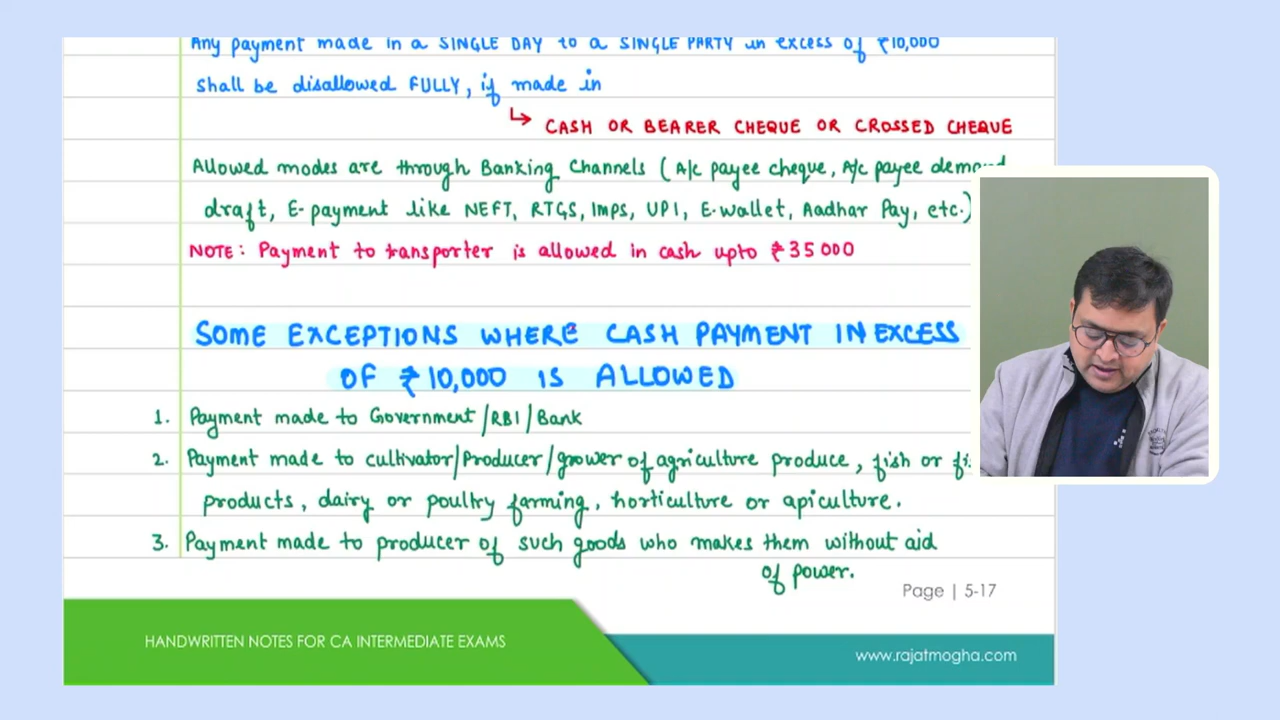 Any payment made in a SINGLE DAY to a SINGLE PARTY in excess of ₹10,000
shall be disallowed FULLY, if made in
↳ CASH OR BEARER CHEQUE OR CROSSED CHEQUE
Allowed modes are through Banking Channels (A/c payee cheque, A/c payee demand
draft, E-payment like NEFT, RTGS, IMPS, UPI, E-wallet, Aadhar Pay, etc.)
NOTE: Payment to transporter is allowed in cash upto ₹35000
SOME EXCEPTIONS WHERE CASH PAYMENT IN EXCESS
OF ₹10,000 IS ALLOWED
1. Payment made to Government/RBI/Bank
2. Payment made to cultivator/Producer/grower of agriculture produce, fish or
products, dairy or poultry farming, horticulture or apiculture.
3. Payment made to producer of such goods who makes them without aid
of power.
Page | 5-17
HANDWRITTEN NOTES FOR CA INTERMEDIATE EXAMS
www.rajatmogha.com